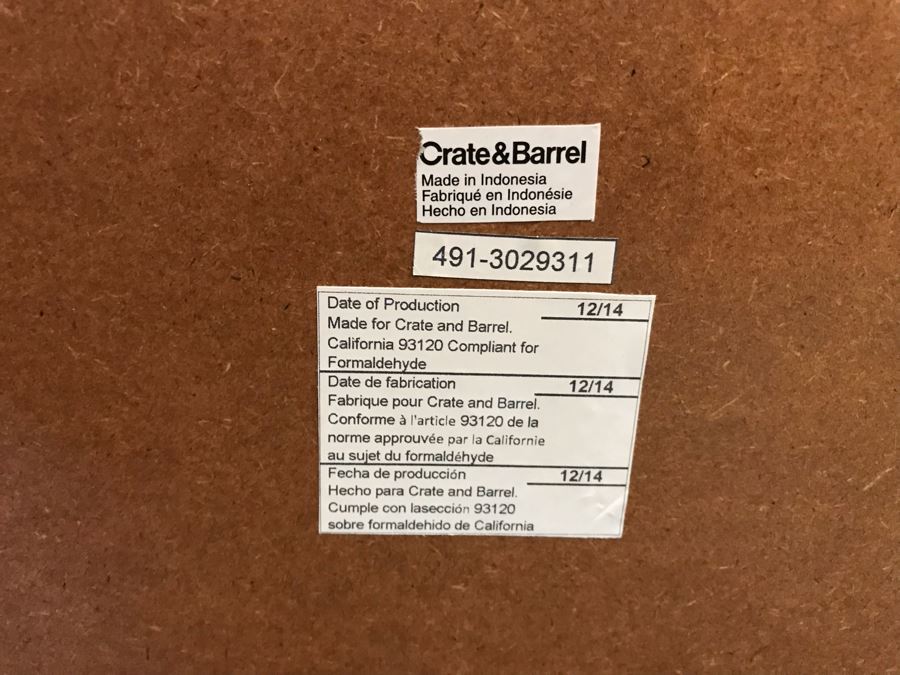 Crate&Barrel
Made in Indonesia
Fabriqué en Indonésie
Hecho en Indonesia
491-3029311
Date of Production 12/14
Made for Crate and Barrel.
California 93120 Compliant for
Formaldehyde
Date de fabrication 12/14
Fabrique pour Crate and Barrel.
Conforme à l'article 93120 de la
norme approuvée par la Californie
au sujet du formaldéhyde
Fecha de producción 12/14
Hecho para Crate and Barrel.
Cumple con lasección 93120
sobre formaldehido de California